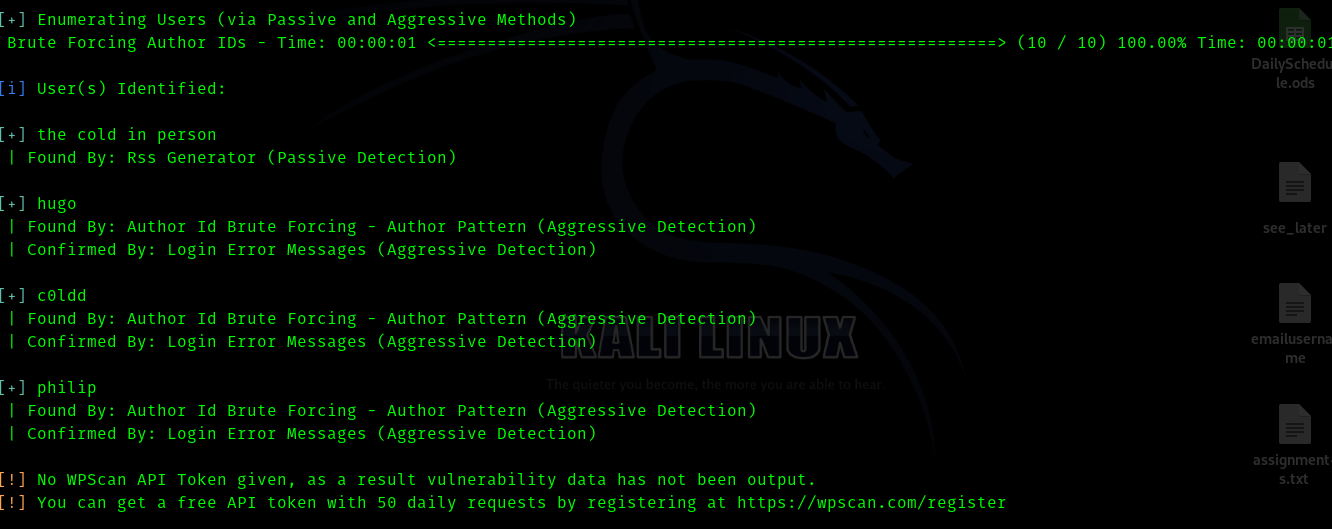 [+] Enumerating Users (via Passive and Aggressive Methods)
Brute Forcing Author IDs - Time: 00:00:01 <========================================================> (10 / 10) 100.00% Time: 00:00:01
[i] User(s) Identified:
[+] the cold in person
| Found By: Rss Generator (Passive Detection)
[+] hugo
| Found By: Author Id Brute Forcing - Author Pattern (Aggressive Detection)
| Confirmed By: Login Error Messages (Aggressive Detection)
[+] c0ldd
| Found By: Author Id Brute Forcing - Author Pattern (Aggressive Detection)
| Confirmed By: Login Error Messages (Aggressive Detection)
[+] philip
| Found By: Author Id Brute Forcing - Author Pattern (Aggressive Detection)
| Confirmed By: Login Error Messages (Aggressive Detection)
[!] No WPScan API Token given, as a result vulnerability data has not been output.
[!] You can get a free API token with 50 daily requests by registering at https://wpscan.com/register
KALI LINUX
The quieter you become, the more you are able to hear.
DailySchedu
le.ods
see_later
emailuserna
me
assignment
s.txt